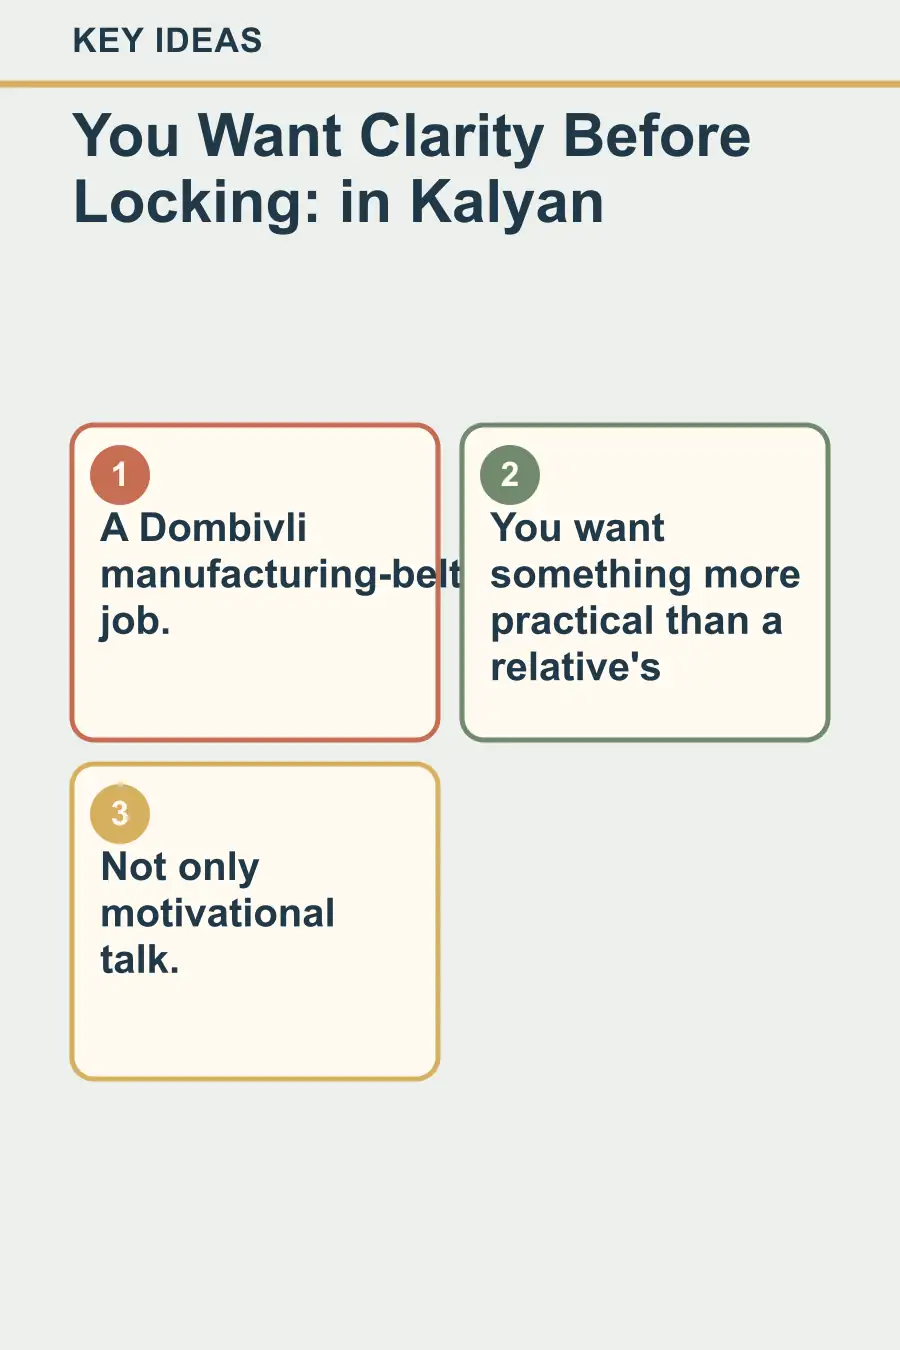 KEY IDEAS
You Want Clarity Before
Locking: in Kalyan
1
A Dombivli
manufacturing-belt
job.
2
You want
something more
practical than a
relative's
3
Not only
motivational
talk.